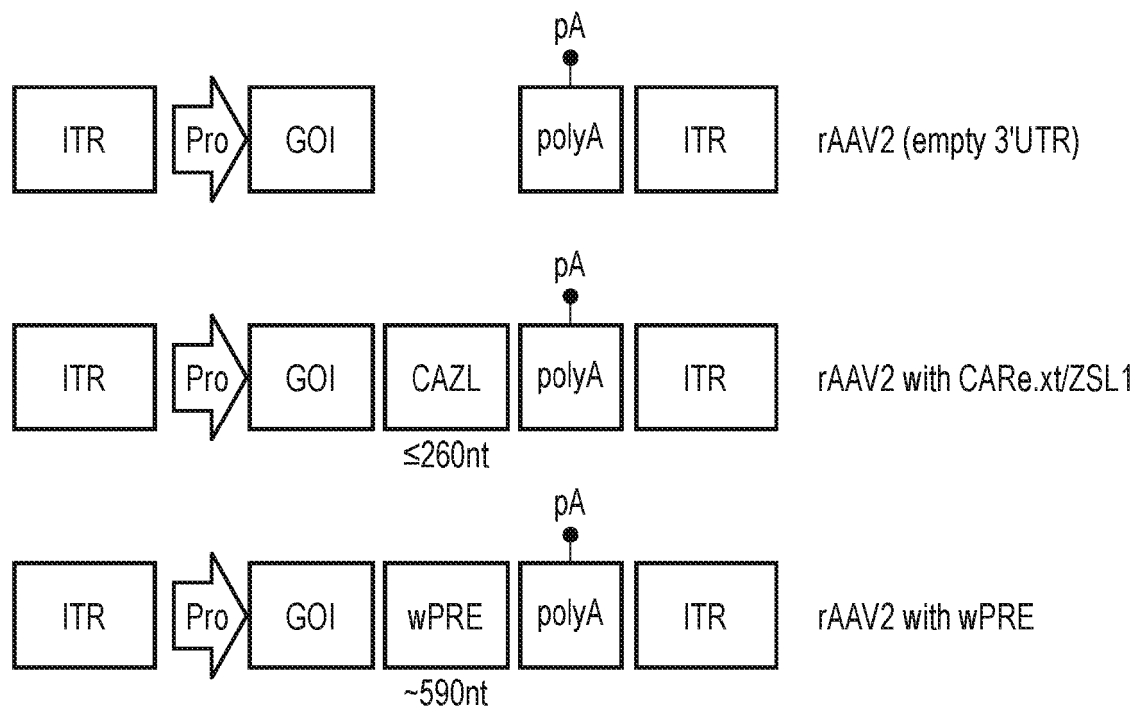 pA
ITR Pro GOI polyA ITR rAAV2 (empty 3'UTR)
pA
ITR Pro GOI CAZL polyA ITR rAAV2 with CARe.xt/ZSL1
≤260nt
pA
ITR Pro GOI wPRE polyA ITR rAAV2 with wPRE
~590nt